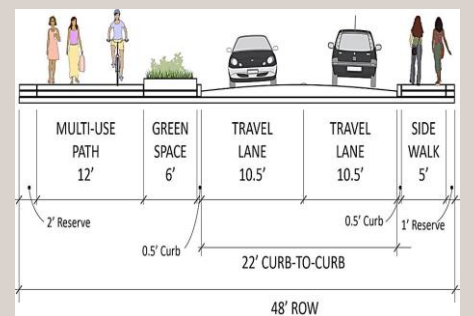 MULTI-USE
PATH
12'
GREEN
SPACE
6'
TRAVEL
LANE
10.5'
TRAVEL
LANE
10.5'
SIDE
WALK
5'
2' Reserve
0.5' Curb
0.5' Curb
1' Reserve
22' CURB-TO-CURB
48' ROW